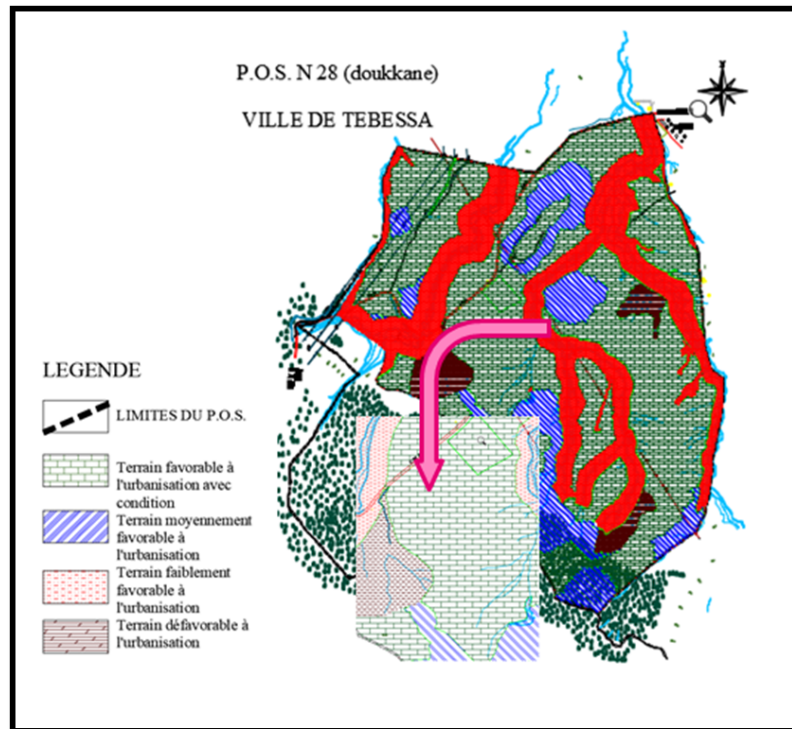 P.O.S. N 28 (doukkane)
VILLE DE TEBESSA
LEGENDE
LIMITES DU P.O.S.
Terrain favorable à
l'urbanisation avec
condition
Terrain moyennement
favorable à
l'urbanisation
Terrain faiblement
favorable à
l'urbanisation
Terrain défavorable à
l'urbanisation